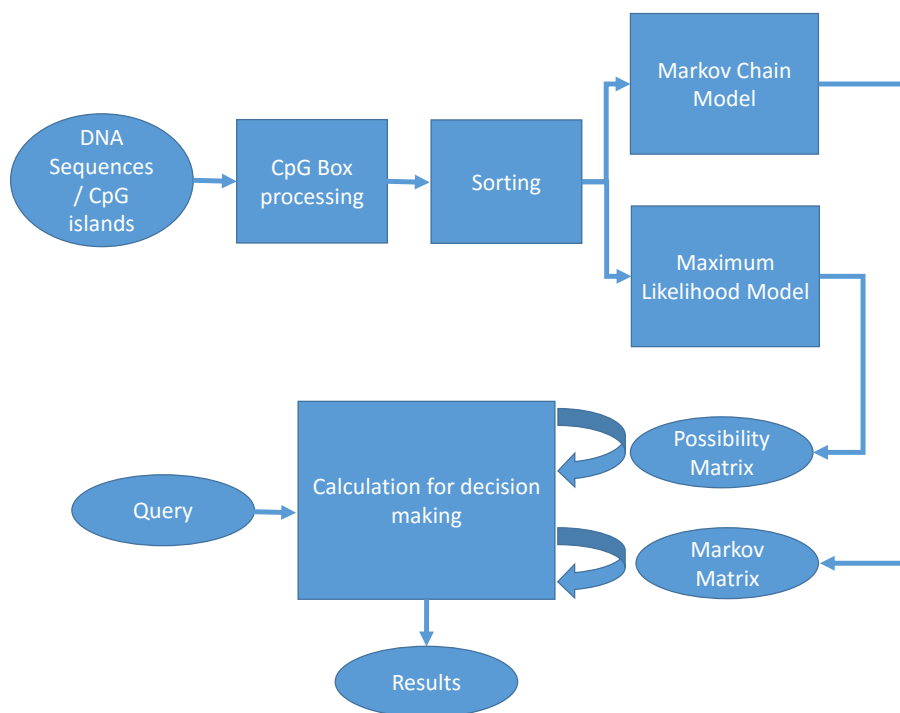 DNA
Sequences
/ CpG
islands
CpG Box
processing
Sorting
Markov Chain
Model
Maximum
Likelihood Model
Possibility
Matrix
Calculation for decision
making
Query
Markov
Matrix
Results